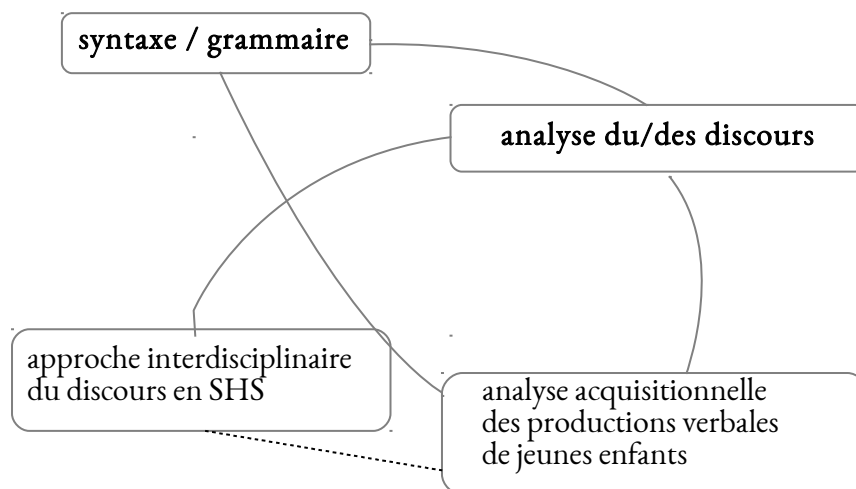 syntaxe / grammaire
analyse du/des discours
approche interdisciplinaire
du discours en SHS
analyse acquisitionnelle
des productions verbales
de jeunes enfants